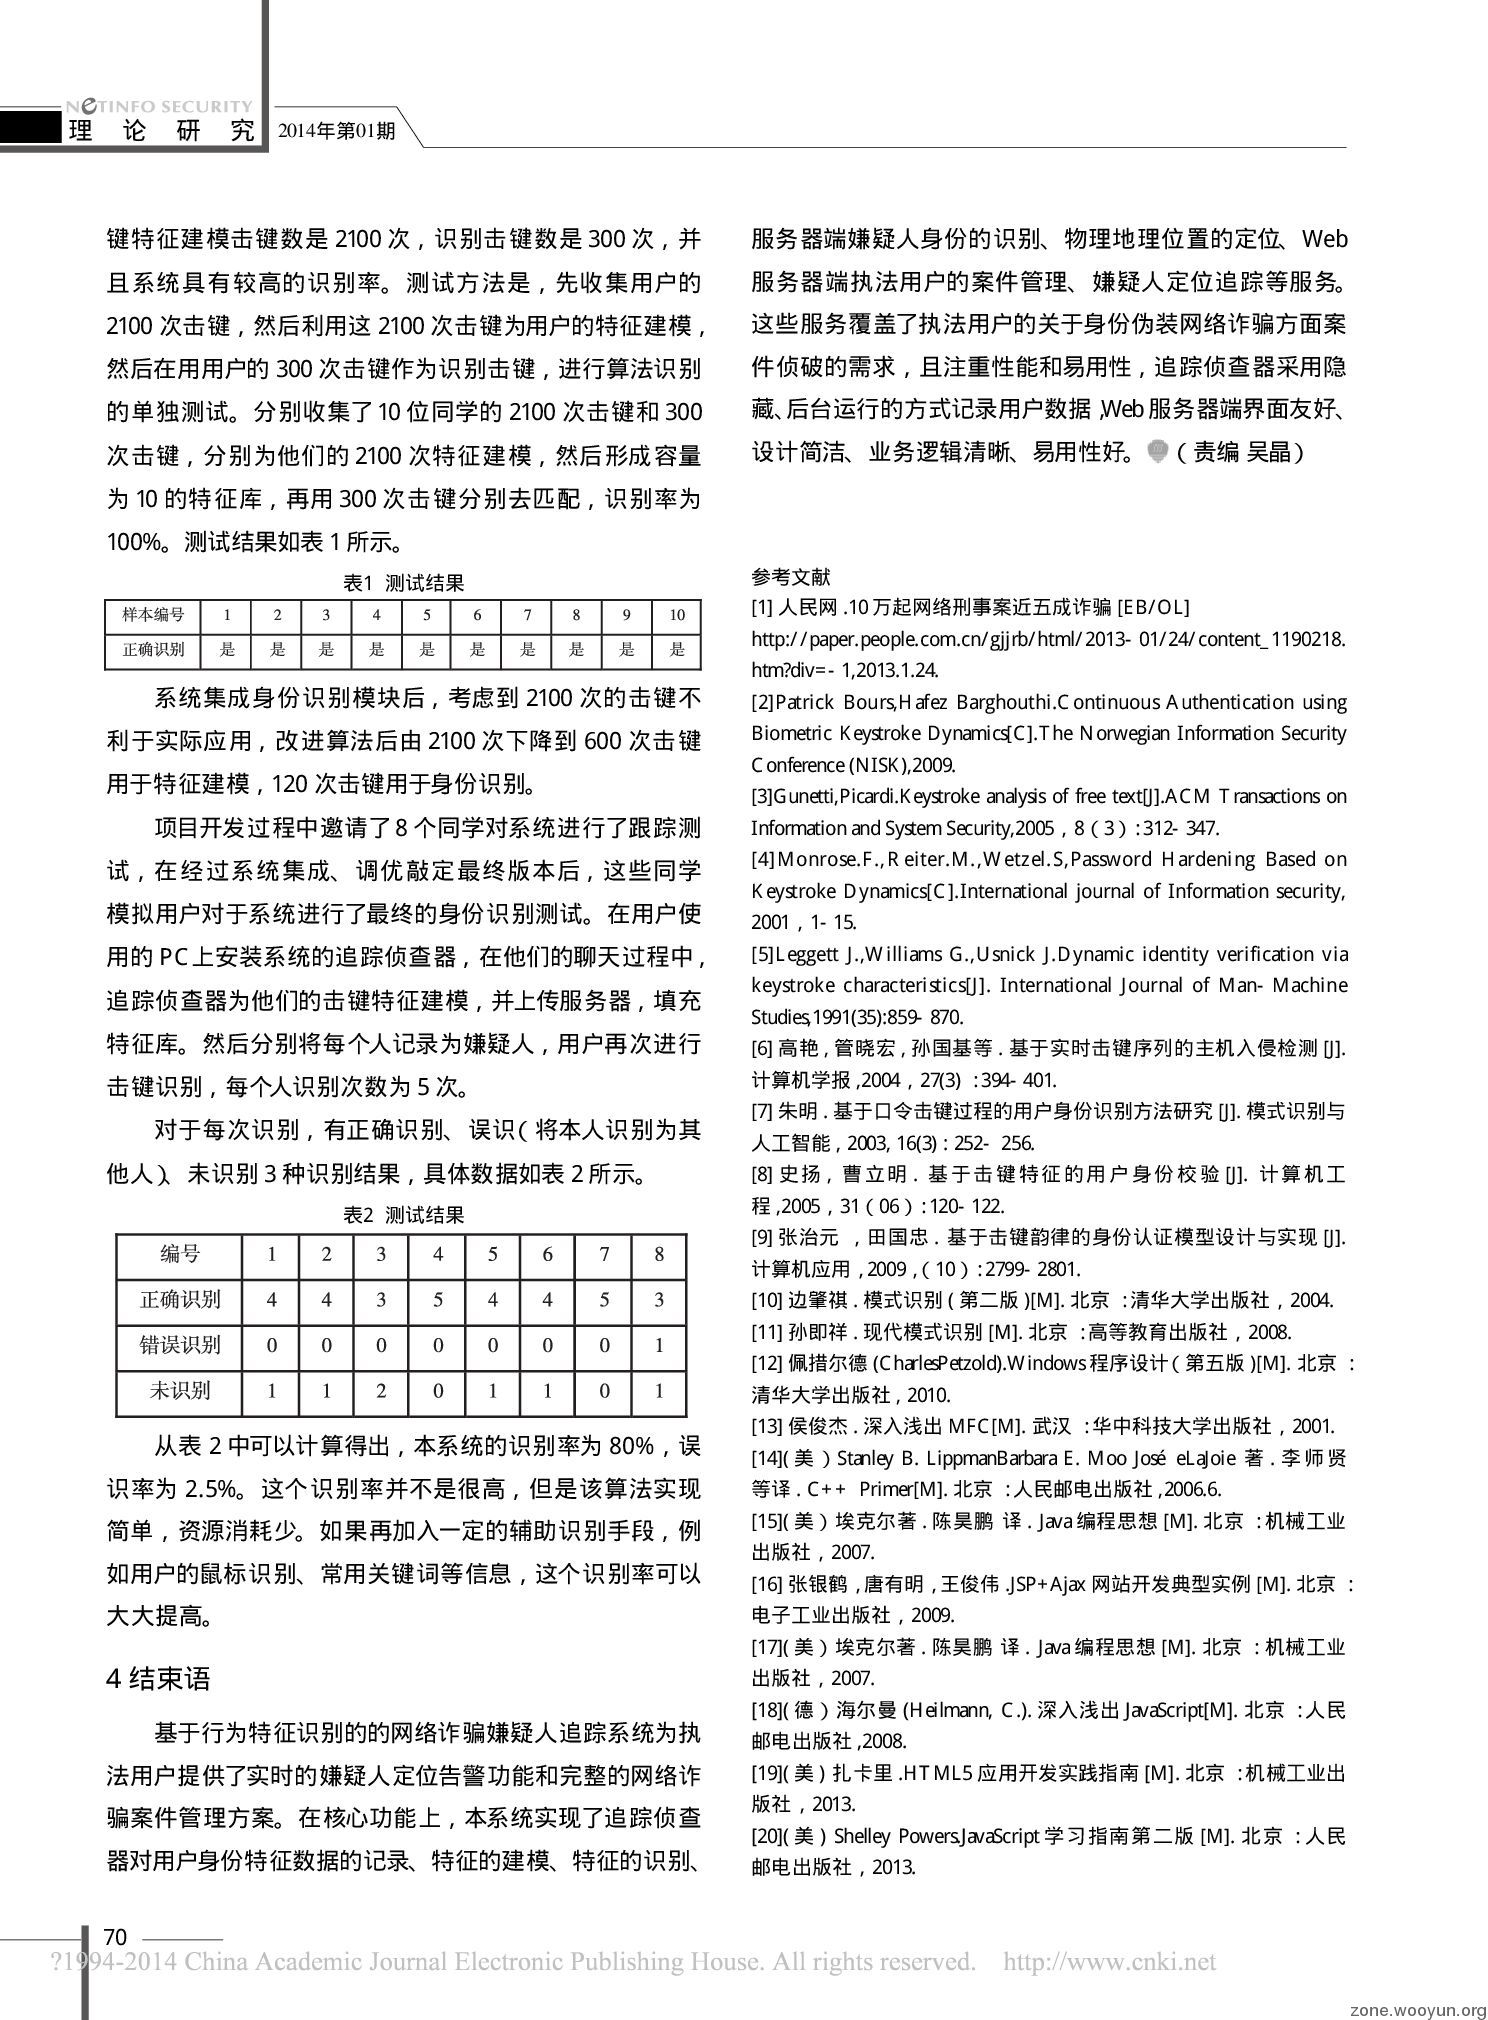 NETINFO SECURITY
理 论 研 究
2014年第01期
键特征建模击键数是 2100 次，识别击键数是 300 次，并
且系统具有较高的识别率。测试方法是，先收集用户的
2100 次击键，然后利用这 2100 次击键为用户的特征建模，
然后在用用户的 300 次击键作为识别击键，进行算法识别
的单独测试。分别收集了 10 位同学的 2100 次击键和 300
次击键，分别为他们的 2100 次特征建模，然后形成容量
为 10 的特征库，再用 300 次击键分别去匹配，识别率为
100%。测试结果如表 1 所示。
表1 测试结果
样本编号 1 2 3 4 5 6 7 8 9 10
正确识别 是 是 是 是 是 是 是 是 是 是
系统集成身份识别模块后，考虑到 2100 次的击键不
利于实际应用，改进算法后由 2100 次下降到 600 次击键
用于特征建模，120 次击键用于身份识别。
项目开发过程中邀请了 8 个同学对系统进行了跟踪测
试，在经过系统集成、调优敲定最终版本后，这些同学
模拟用户对于系统进行了最终的身份识别测试。在用户使
用的 PC 上安装系统的追踪侦查器，在他们的聊天过程中，
追踪侦查器为他们的击键特征建模，并上传服务器，填充
特征库。然后分别将每个人记录为嫌疑人，用户再次进行
击键识别，每个人识别次数为 5 次。
对于每次识别，有正确识别、误识（将本人识别为其
他人）、未识别 3 种识别结果，具体数据如表 2 所示。
表2 测试结果
编号 1 2 3 4 5 6 7 8
正确识别 4 4 3 5 4 4 5 3
错误识别 0 0 0 0 0 0 0 1
未识别 1 1 2 0 1 1 0 1
从表 2 中可以计算得出，本系统的识别率为 80%，误
识率为 2.5%。这个识别率并不是很高，但是该算法实现
简单，资源消耗少。如果再加入一定的辅助识别手段，例
如用户的鼠标识别、常用关键词等信息，这个识别率可以
大大提高。
4 结束语
基于行为特征识别的的网络诈骗嫌疑人追踪系统为执
法用户提供了实时的嫌疑人定位告警功能和完整的网络诈
骗案件管理方案。在核心功能上，本系统实现了追踪侦查
器对用户身份特征数据的记录、特征的建模、特征的识别、
服务器端嫌疑人身份的识别、物理地理位置的定位、Web
服务器端执法用户的案件管理、嫌疑人定位追踪等服务。
这些服务覆盖了执法用户的关于身份伪装网络诈骗方面案
件侦破的需求，且注重性能和易用性，追踪侦查器采用隐
藏、后台运行的方式记录用户数据，Web 服务器端界面友好、
设计简洁、业务逻辑清晰、易用性好。（责编 吴晶）
参考文献
[1] 人民网 .10 万起网络刑事案近五成诈骗 [EB/OL]
http://paper.people.com.cn/gjjrb/html/2013- 01/24/content_1190218.
htm?div=- 1,2013.1.24.
[2]Patrick Bours,Hafez Barghouthi.Continuous Authentication using
Biometric Keystroke Dynamics[C].The Norwegian Information Security
Conference (NISK),2009.
[3]Gunetti,Picardi.Keystroke analysis of free text[J].ACM Transactions on
Information and System Security,2005，8（3）:312- 347.
[4]Monrose.F.,Reiter.M.,Wetzel.S,Password Hardening Based on
Keystroke Dynamics[C].International journal of Information security,
2001，1- 15.
[5]Leggett J.,Williams G.,Usnick J.Dynamic identity verification via
keystroke characteristics[J]. International Journal of Man- Machine
Studies,1991(35):859- 870.
[6] 高艳 , 管晓宏 , 孙国基等 . 基于实时击键序列的主机入侵检测 [J].
计算机学报 ,2004，27(3) :394- 401.
[7] 朱明 . 基于口令击键过程的用户身份识别方法研究 [J]. 模式识别与
人工智能 , 2003, 16(3) : 252- 256.
[8] 史扬 , 曹立明 . 基于击键特征的用户身份校验 [J]. 计算机工
程 ,2005，31（06）:120- 122.
[9] 张治元 ，田国忠 . 基于击键韵律的身份认证模型设计与实现 [J].
计算机应用 ,2009 ,（10）:2799- 2801.
[10] 边肇祺 . 模式识别 ( 第二版 )[M]. 北京 :清华大学出版社，2004.
[11] 孙即祥 . 现代模式识别 [M]. 北京 :高等教育出版社，2008.
[12] 佩措尔德 (CharlesPetzold).Windows 程序设计（第五版 )[M]. 北京 :
清华大学出版社 , 2010.
[13] 侯俊杰 . 深入浅出 MFC[M]. 武汉 :华中科技大学出版社，2001.
[14]( 美 ）Stanley B. LippmanBarbara E. Moo José eLaJoie 著 . 李师贤
等译 . C++ Primer[M]. 北京 :人民邮电出版社 ,2006.6.
[15]( 美 ）埃克尔著 . 陈昊鹏 译 . Java 编程思想 [M]. 北京 :机械工业
出版社，2007.
[16] 张银鹤 ,唐有明 ,王俊伟 .JSP+Ajax 网站开发典型实例 [M]. 北京 :
电子工业出版社，2009.
[17]( 美 ）埃克尔著 . 陈昊鹏 译 . Java 编程思想 [M]. 北京 : 机械工业
出版社，2007.
[18]( 德 ）海尔曼 (Heilmann, C.). 深入浅出 JavaScript[M]. 北京 :人民
邮电出版社 ,2008.
[19]( 美 ) 扎卡里 .HTML5 应用开发实践指南 [M]. 北京 :机械工业出
版社，2013.
[20]( 美 ) Shelley Powers.JavaScript 学习指南第二版 [M]. 北京 :人民
邮电出版社，2013.
70
?1994-2014 China Academic Journal Electronic Publishing House. All rights reserved. http://www.cnki.net
zone.wooyun.org